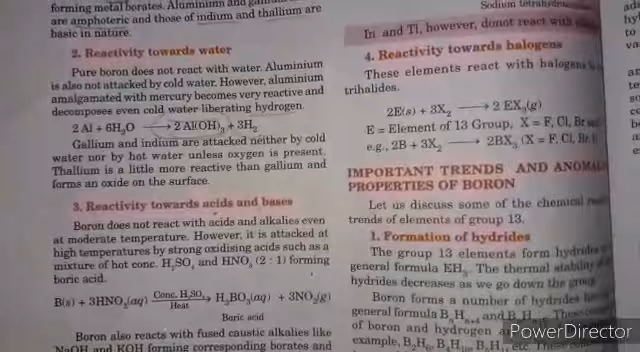 forming metal borates. Aluminium and
are amphoteric and those of indium and thallium are
basic in nature.
2. Reactivity towards water
Pure boron does not react with water. Aluminium
is also not attacked by cold water. However, aluminium
amalgamated with mercury becomes very reactive and
decomposes even cold water liberating hydrogen.
2 Al + 6H₂O ⟶ 2 Al(OH)₃ + 3H₂
Gallium and indium are attacked neither by cold
water nor by hot water unless oxygen is present.
Thallium is a little more reactive than gallium and
forms an oxide on the surface.
3. Reactivity towards acids and bases
Boron does not react with acids and alkalies even
at moderate temperature. However, it is attacked at
high temperatures by strong oxidising acids such as a
mixture of hot conc. H₂SO₄ and HNO₃ (2 : 1) forming
boric acid.
B(s) + 3HNO₃(aq) Conc. H₂SO₄ Heat ⟶ H₃BO₃(aq) + 3NO₂(g)
Boric acid
Boron also reacts with fused caustic alkalies like
NaOH and KOH forming corresponding borates and
Sodium
In and Tl, however, donot react with
4. Reactivity towards halogens
These elements react with halogens
trihalides.
2E(s) + 3X₂ ⟶ 2 EX₃(g)
E = Element of 13 Group, X = F, Cl, Br
e.g., 2B + 3X₂ ⟶ 2BX₃ (X = F, Cl, Br,
IMPORTANT TRENDS AND
PROPERTIES OF BORON
Let us discuss some of the chemical
trends of elements of group 13.
1. Formation of hydrides
The group 13 elements form hydrides
general formula EH₃. The thermal stability
hydrides decreases as we go down the group
Boron forms a number of hydrides
general formula BₙHₙ₊₄ and
of boron and hydrogen
example, B₂H₆, etc.
PowerDirector